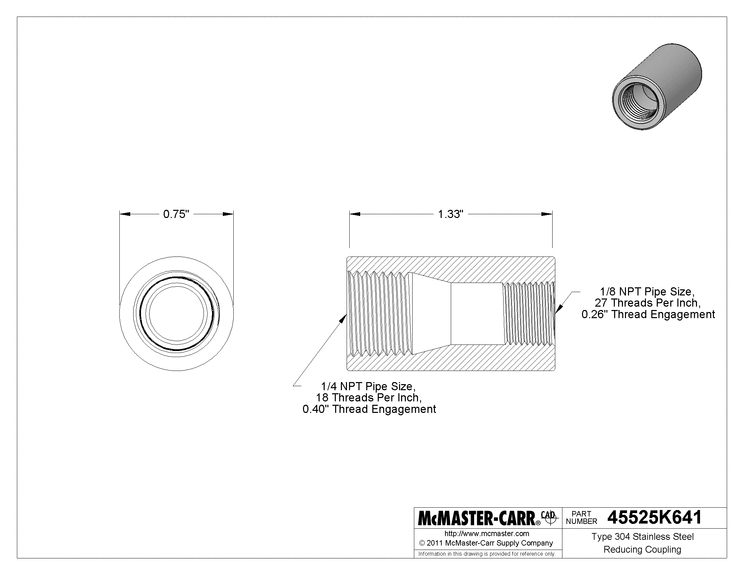 0.75"
1.33"
1/8 NPT Pipe Size,
27 Threads Per Inch,
0.26" Thread Engagement
1/4 NPT Pipe Size,
18 Threads Per Inch,
0.40" Thread Engagement
McMASTER-CARR® CAD
http://www.mcmaster.com
© 2011 McMaster-Carr Supply Company
Information in this drawing is provided for reference only.
PART
NUMBER
45525K641
Type 304 Stainless Steel
Reducing Coupling